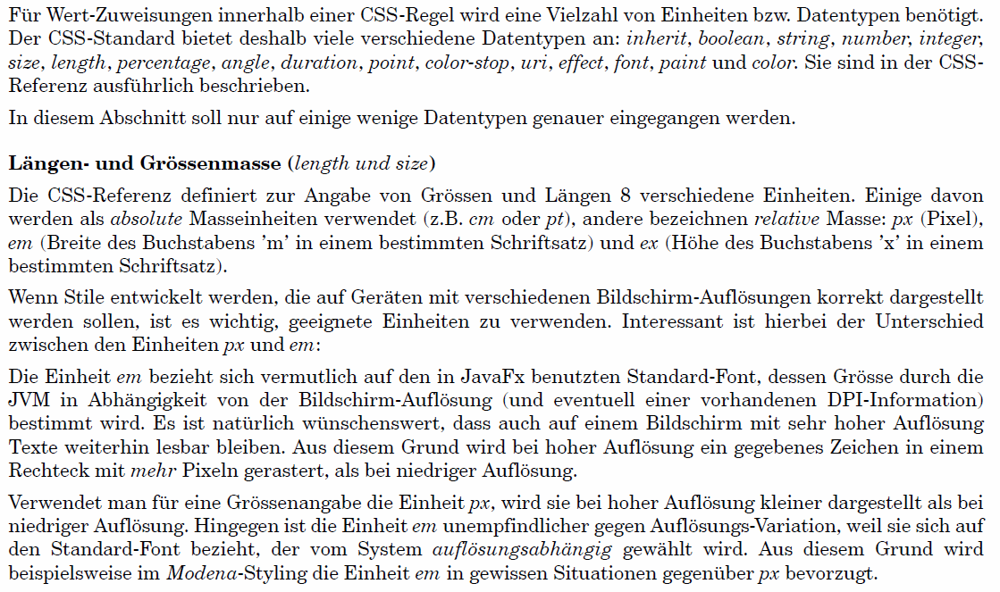 Für Wert-Zuweisungen innerhalb einer CSS-Regel wird eine Vielzahl von Einheiten bzw. Datentypen benötigt.
Der CSS-Standard bietet deshalb viele verschiedene Datentypen an: inherit, boolean, string, number, integer,
size, length, percentage, angle, duration, point, color-stop, uri, effect, font, paint und color. Sie sind in der CSS-
Referenz ausführlich beschrieben.
In diesem Abschnitt soll nur auf einige wenige Datentypen genauer eingegangen werden.
Längen- und Grössenmasse (length und size)
Die CSS-Referenz definiert zur Angabe von Grössen und Längen 8 verschiedene Einheiten. Einige davon
werden als absolute Masseinheiten verwendet (z.B. cm oder pt), andere bezeichnen relative Masse: px (Pixel),
em (Breite des Buchstabens ’m’ in einem bestimmten Schriftsatz) und ex (Höhe des Buchstabens ’x’ in einem
bestimmten Schriftsatz).
Wenn Stile entwickelt werden, die auf Geräten mit verschiedenen Bildschirm-Auflösungen korrekt dargestellt
werden sollen, ist es wichtig, geeignete Einheiten zu verwenden. Interessant ist hierbei der Unterschied
zwischen den Einheiten px und em:
Die Einheit em bezieht sich vermutlich auf den in JavaFx benutzten Standard-Font, dessen Grösse durch die
JVM in Abhängigkeit von der Bildschirm-Auflösung (und eventuell einer vorhandenen DPI-Information)
bestimmt wird. Es ist natürlich wünschenswert, dass auch auf einem Bildschirm mit sehr hoher Auflösung
Texte weiterhin lesbar bleiben. Aus diesem Grund wird bei hoher Auflösung ein gegebenes Zeichen in einem
Rechteck mit mehr Pixeln gerastert, als bei niedriger Auflösung.
Verwendet man für eine Grössenangabe die Einheit px, wird sie bei hoher Auflösung kleiner dargestellt als bei
niedriger Auflösung. Hingegen ist die Einheit em unempfindlicher gegen Auflösungs-Variation, weil sie sich auf
den Standard-Font bezieht, der vom System auflösungsabhängig gewählt wird. Aus diesem Grund wird
beispielsweise im Modena-Styling die Einheit em in gewissen Situationen gegenüber px bevorzugt.